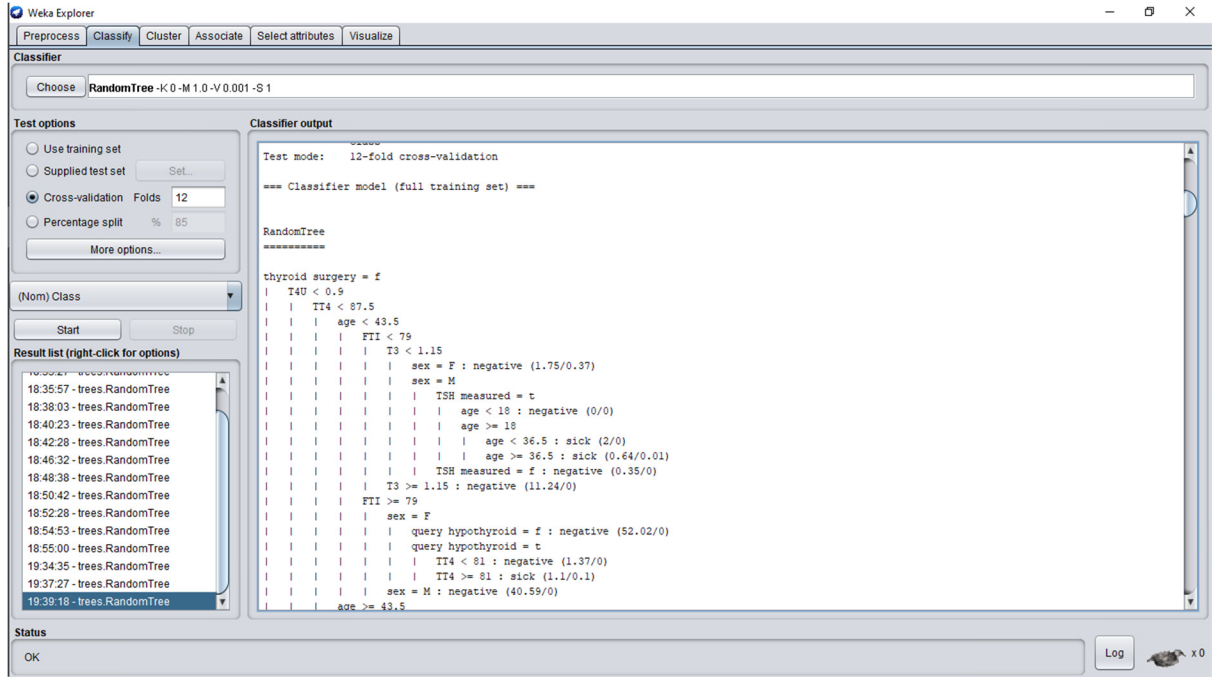 Weka Explorer
Preprocess Classify Cluster Associate Select attributes Visualize
Classifier
Choose RandomTree -K 0 -M 1.0 -V 0.001 -S 1
Test options
Use training set
Supplied test set Set...
Cross-validation Folds 12
Percentage split % 85
More options...
(Nom) Class
Start Stop
Result list (right-click for options)
18:35:57 - trees.RandomTree
18:38:03 - trees.RandomTree
18:40:23 - trees.RandomTree
18:42:28 - trees.RandomTree
18:46:32 - trees.RandomTree
18:48:38 - trees.RandomTree
18:50:42 - trees.RandomTree
18:52:28 - trees.RandomTree
18:54:53 - trees.RandomTree
18:55:00 - trees.RandomTree
19:34:35 - trees.RandomTree
19:37:27 - trees.RandomTree
19:39:18 - trees.RandomTree
Classifier output
Test mode: 12-fold cross-validation
=== Classifier model (full training set) ===
RandomTree
==========
thyroid surgery = f
| T4U < 0.9
| | TT4 < 87.5
| | | age < 43.5
| | | | FTI < 79
| | | | | T3 < 1.15
| | | | | | sex = F : negative (1.75/0.37)
| | | | | | sex = M
| | | | | | | TSH measured = t
| | | | | | | | age < 18 : negative (0/0)
| | | | | | | | age >= 18
| | | | | | | | | age < 36.5 : sick (2/0)
| | | | | | | | | age >= 36.5 : sick (0.64/0.01)
| | | | | | | TSH measured = f : negative (0.35/0)
| | | | | T3 >= 1.15 : negative (11.24/0)
| | | | FTI >= 79
| | | | | sex = F
| | | | | | query hypothyroid = f : negative (52.02/0)
| | | | | | query hypothyroid = t
| | | | | | | TT4 < 81 : negative (1.37/0)
| | | | | | | TT4 >= 81 : sick (1.1/0.1)
| | | | | sex = M : negative (40.59/0)
| | | age >= 43.5
Status
OK
Log x 0